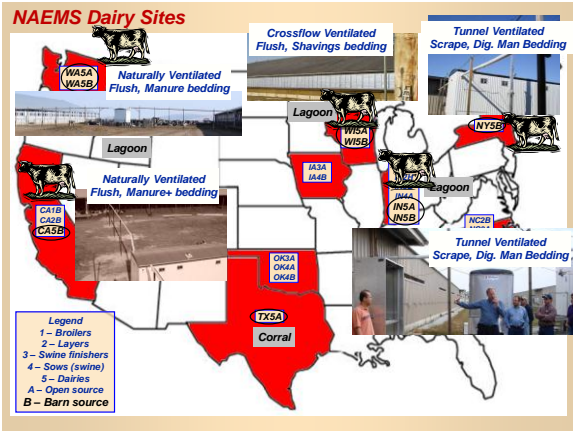 NAEMS Dairy Sites
Crossflow Ventilated
Flush, Shavings bedding
Tunnel Ventilated
Scrape, Dig. Man Bedding
WA5A
WA5B
Naturally Ventilated
Flush, Manure bedding
Lagoon
WI5A
WI5B
NY5B
Lagoon
Naturally Ventilated
Flush, Manure+ bedding
IA3A
IA4B
Lagoon
IN4A
IN5A
IN5B
CA1B
CA2B
CA5B
NC2B
Tunnel Ventilated
Scrape, Dig. Man Bedding
OK3A
OK4A
OK4B
TX5A
Corral
Legend
1 – Broilers
2 – Layers
3 – Swine finishers
4 – Sows (swine)
5 – Dairies
A – Open source
B – Barn source